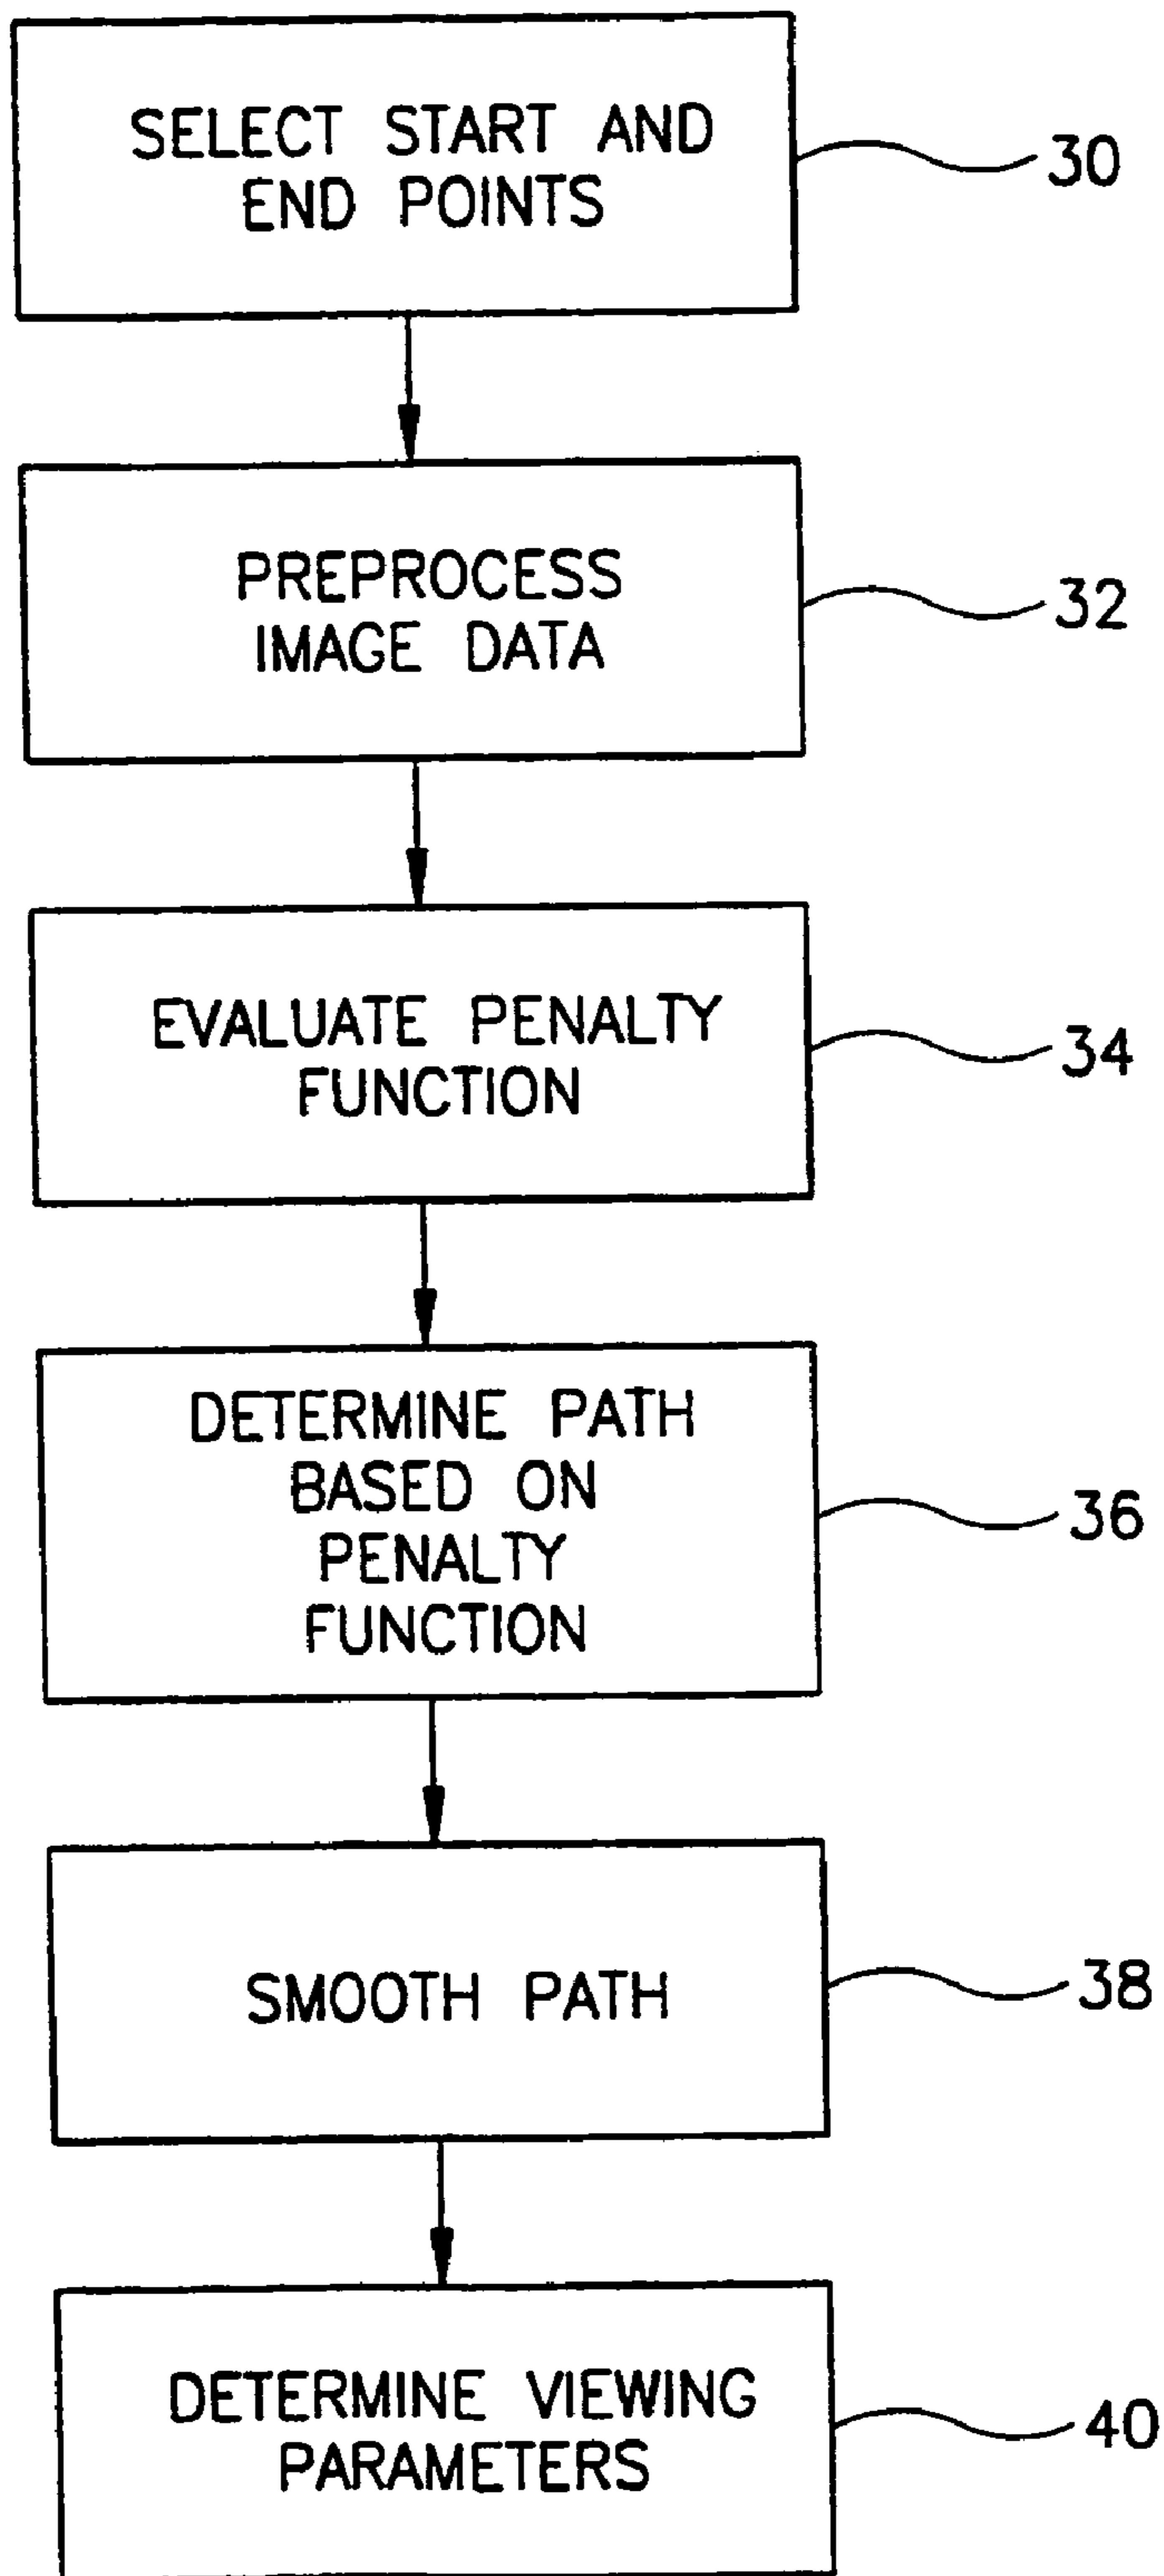 SELECT START AND
END POINTS
30
PREPROCESS
IMAGE DATA
32
EVALUATE PENALTY
FUNCTION
34
DETERMINE PATH
BASED ON
PENALTY
FUNCTION
36
SMOOTH PATH
38
DETERMINE VIEWING
PARAMETERS
40